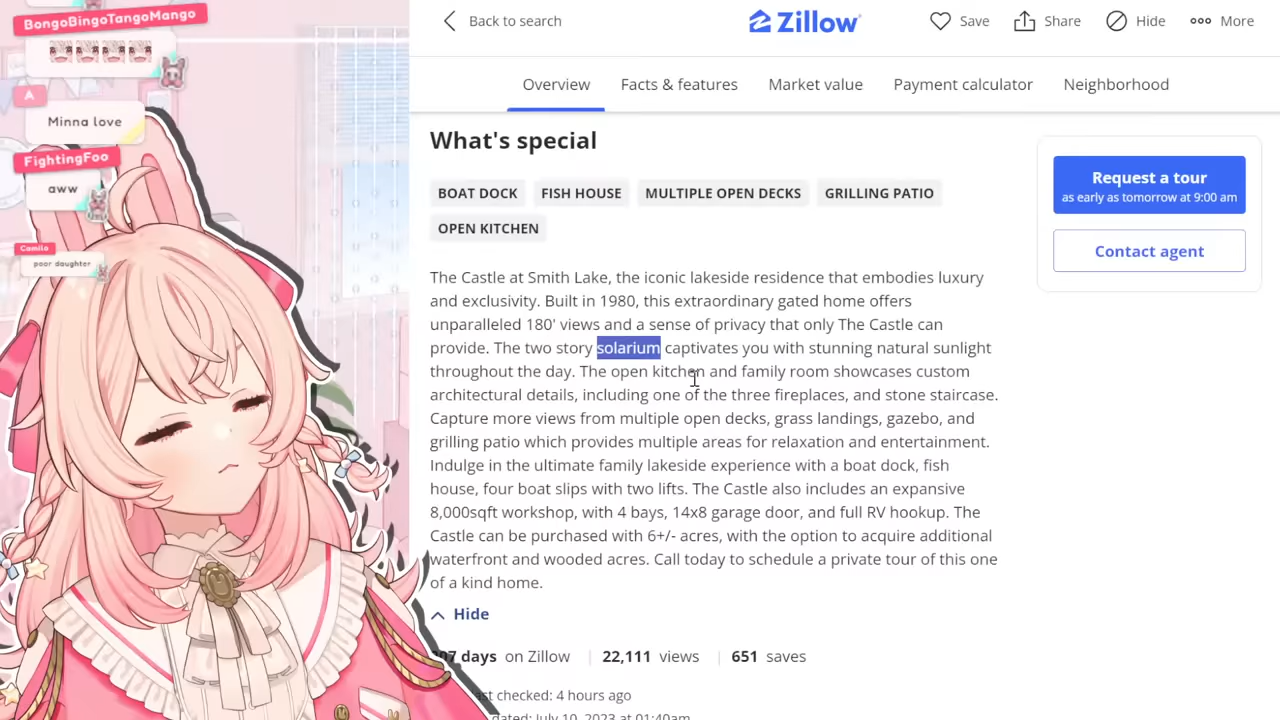 BongoBingoTangoMango
A
Minna love
FightingFoo
aww
Camilo
poor daughter
Back to search
Zillow
Save
Share
Hide
More
Overview
Facts & features
Market value
Payment calculator
Neighborhood
What's special
BOAT DOCK
FISH HOUSE
MULTIPLE OPEN DECKS
GRILLING PATIO
OPEN KITCHEN
The Castle at Smith Lake, the iconic lakeside residence that embodies luxury
and exclusivity. Built in 1980, this extraordinary gated home offers
unparalleled 180' views and a sense of privacy that only The Castle can
provide. The two story solarium captivates you with stunning natural sunlight
throughout the day. The open kitchen and family room showcases custom
architectural details, including one of the three fireplaces, and stone staircase.
Capture more views from multiple open decks, grass landings, gazebo, and
grilling patio which provides multiple areas for relaxation and entertainment.
Indulge in the ultimate family lakeside experience with a boat dock, fish
house, four boat slips with two lifts. The Castle also includes an expansive
8,000sqft workshop, with 4 bays, 14x8 garage door, and full RV hookup. The
Castle can be purchased with 6+/- acres, with the option to acquire additional
waterfront and wooded acres. Call today to schedule a private tour of this one
of a kind home.
Hide
days on Zillow
22,111 views
651 saves
checked: 4 hours ago
July 10, 2023 at 01:40am
Request a tour
as early as tomorrow at 9:00 am
Contact agent